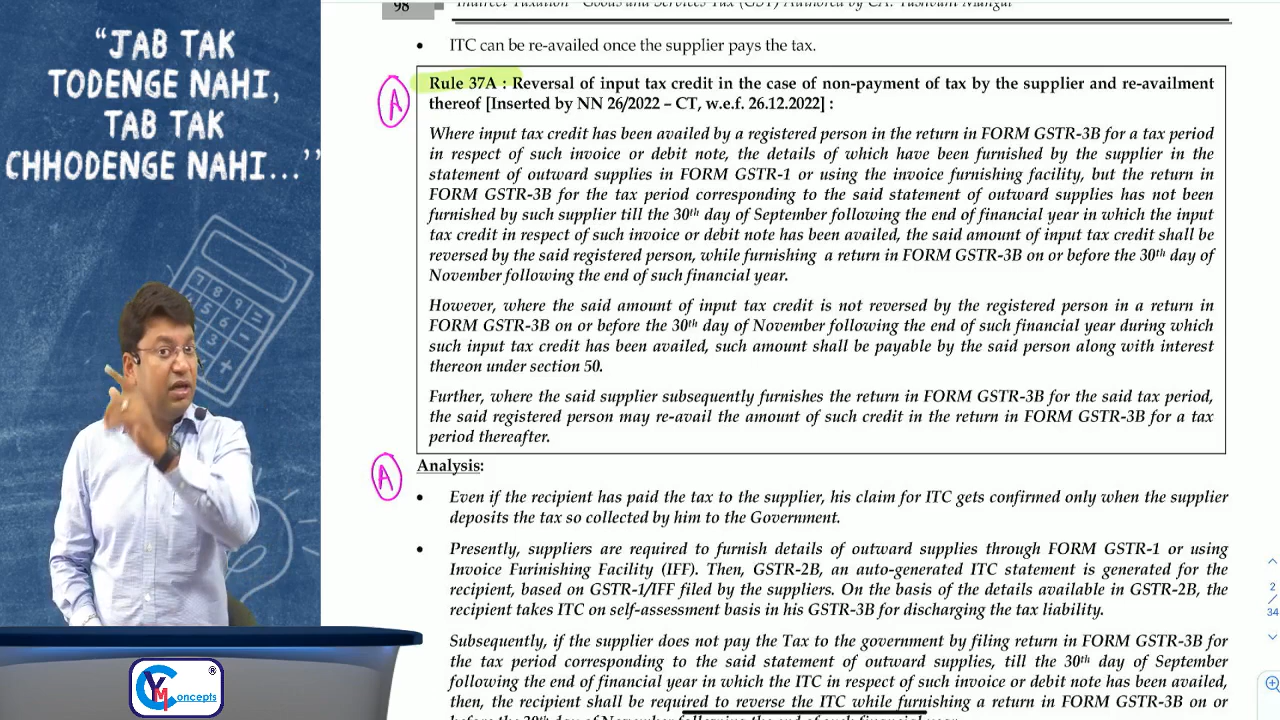 “JAB TAK
TODENGE NAHI,
TAB TAK
CHHODENGE NAHI...’’
98
Indirect Taxation - Goods and Services Tax (GST) Authored by CA. Yashvant Mangal
• ITC can be re-availed once the supplier pays the tax.
A
Rule 37A : Reversal of input tax credit in the case of non-payment of tax by the supplier and re-availment
thereof [Inserted by NN 26/2022 – CT, w.e.f. 26.12.2022] :
Where input tax credit has been availed by a registered person in the return in FORM GSTR-3B for a tax period
in respect of such invoice or debit note, the details of which have been furnished by the supplier in the
statement of outward supplies in FORM GSTR-1 or using the invoice furnishing facility, but the return in
FORM GSTR-3B for the tax period corresponding to the said statement of outward supplies has not been
furnished by such supplier till the 30th day of September following the end of financial year in which the input
tax credit in respect of such invoice or debit note has been availed, the said amount of input tax credit shall be
reversed by the said registered person, while furnishing a return in FORM GSTR-3B on or before the 30th day of
November following the end of such financial year.
However, where the said amount of input tax credit is not reversed by the registered person in a return in
FORM GSTR-3B on or before the 30th day of November following the end of such financial year during which
such input tax credit has been availed, such amount shall be payable by the said person along with interest
thereon under section 50.
Further, where the said supplier subsequently furnishes the return in FORM GSTR-3B for the said tax period,
the said registered person may re-avail the amount of such credit in the return in FORM GSTR-3B for a tax
period thereafter.
A
Analysis:
• Even if the recipient has paid the tax to the supplier, his claim for ITC gets confirmed only when the supplier
deposits the tax so collected by him to the Government.
• Presently, suppliers are required to furnish details of outward supplies through FORM GSTR-1 or using
Invoice Furinishing Facility (IFF). Then, GSTR-2B, an auto-generated ITC statement is generated for the
recipient, based on GSTR-1/IFF filed by the suppliers. On the basis of the details available in GSTR-2B, the
recipient takes ITC on self-assessment basis in his GSTR-3B for discharging the tax liability.
Subsequently, if the supplier does not pay the Tax to the government by filing return in FORM GSTR-3B for
the tax period corresponding to the said statement of outward supplies, till the 30th day of September
following the end of financial year in which the ITC in respect of such invoice or debit note has been availed,
then, the recipient shall be required to reverse the ITC while furnishing a return in FORM GSTR-3B on or
before the 30th day of November following the end of such financial year.
2
/
34
YM Concepts
®
7 8 9
4 5 6